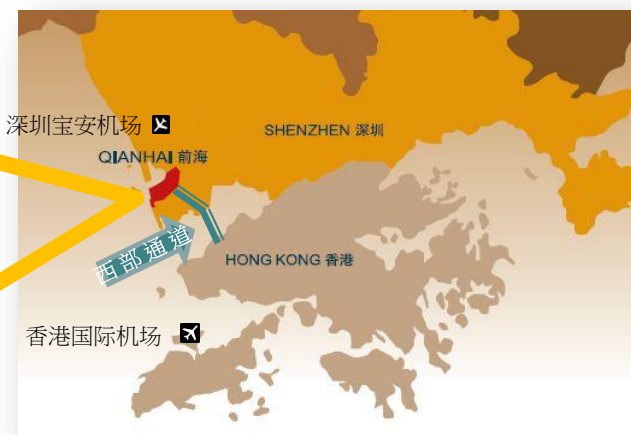 深圳宝安机场
SHENZHEN 深圳
QIANHAI 前海
西部通道
HONG KONG 香港
香港国际机场